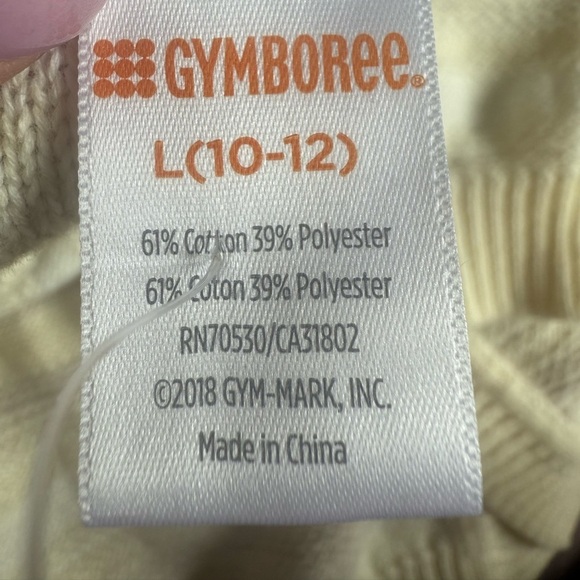 GYMBOREE®
L(10-12)
61% Cotton 39% Polyester
61% Coton 39% Polyester
RN70530/CA31802
©2018 GYM-MARK, INC.
Made in China